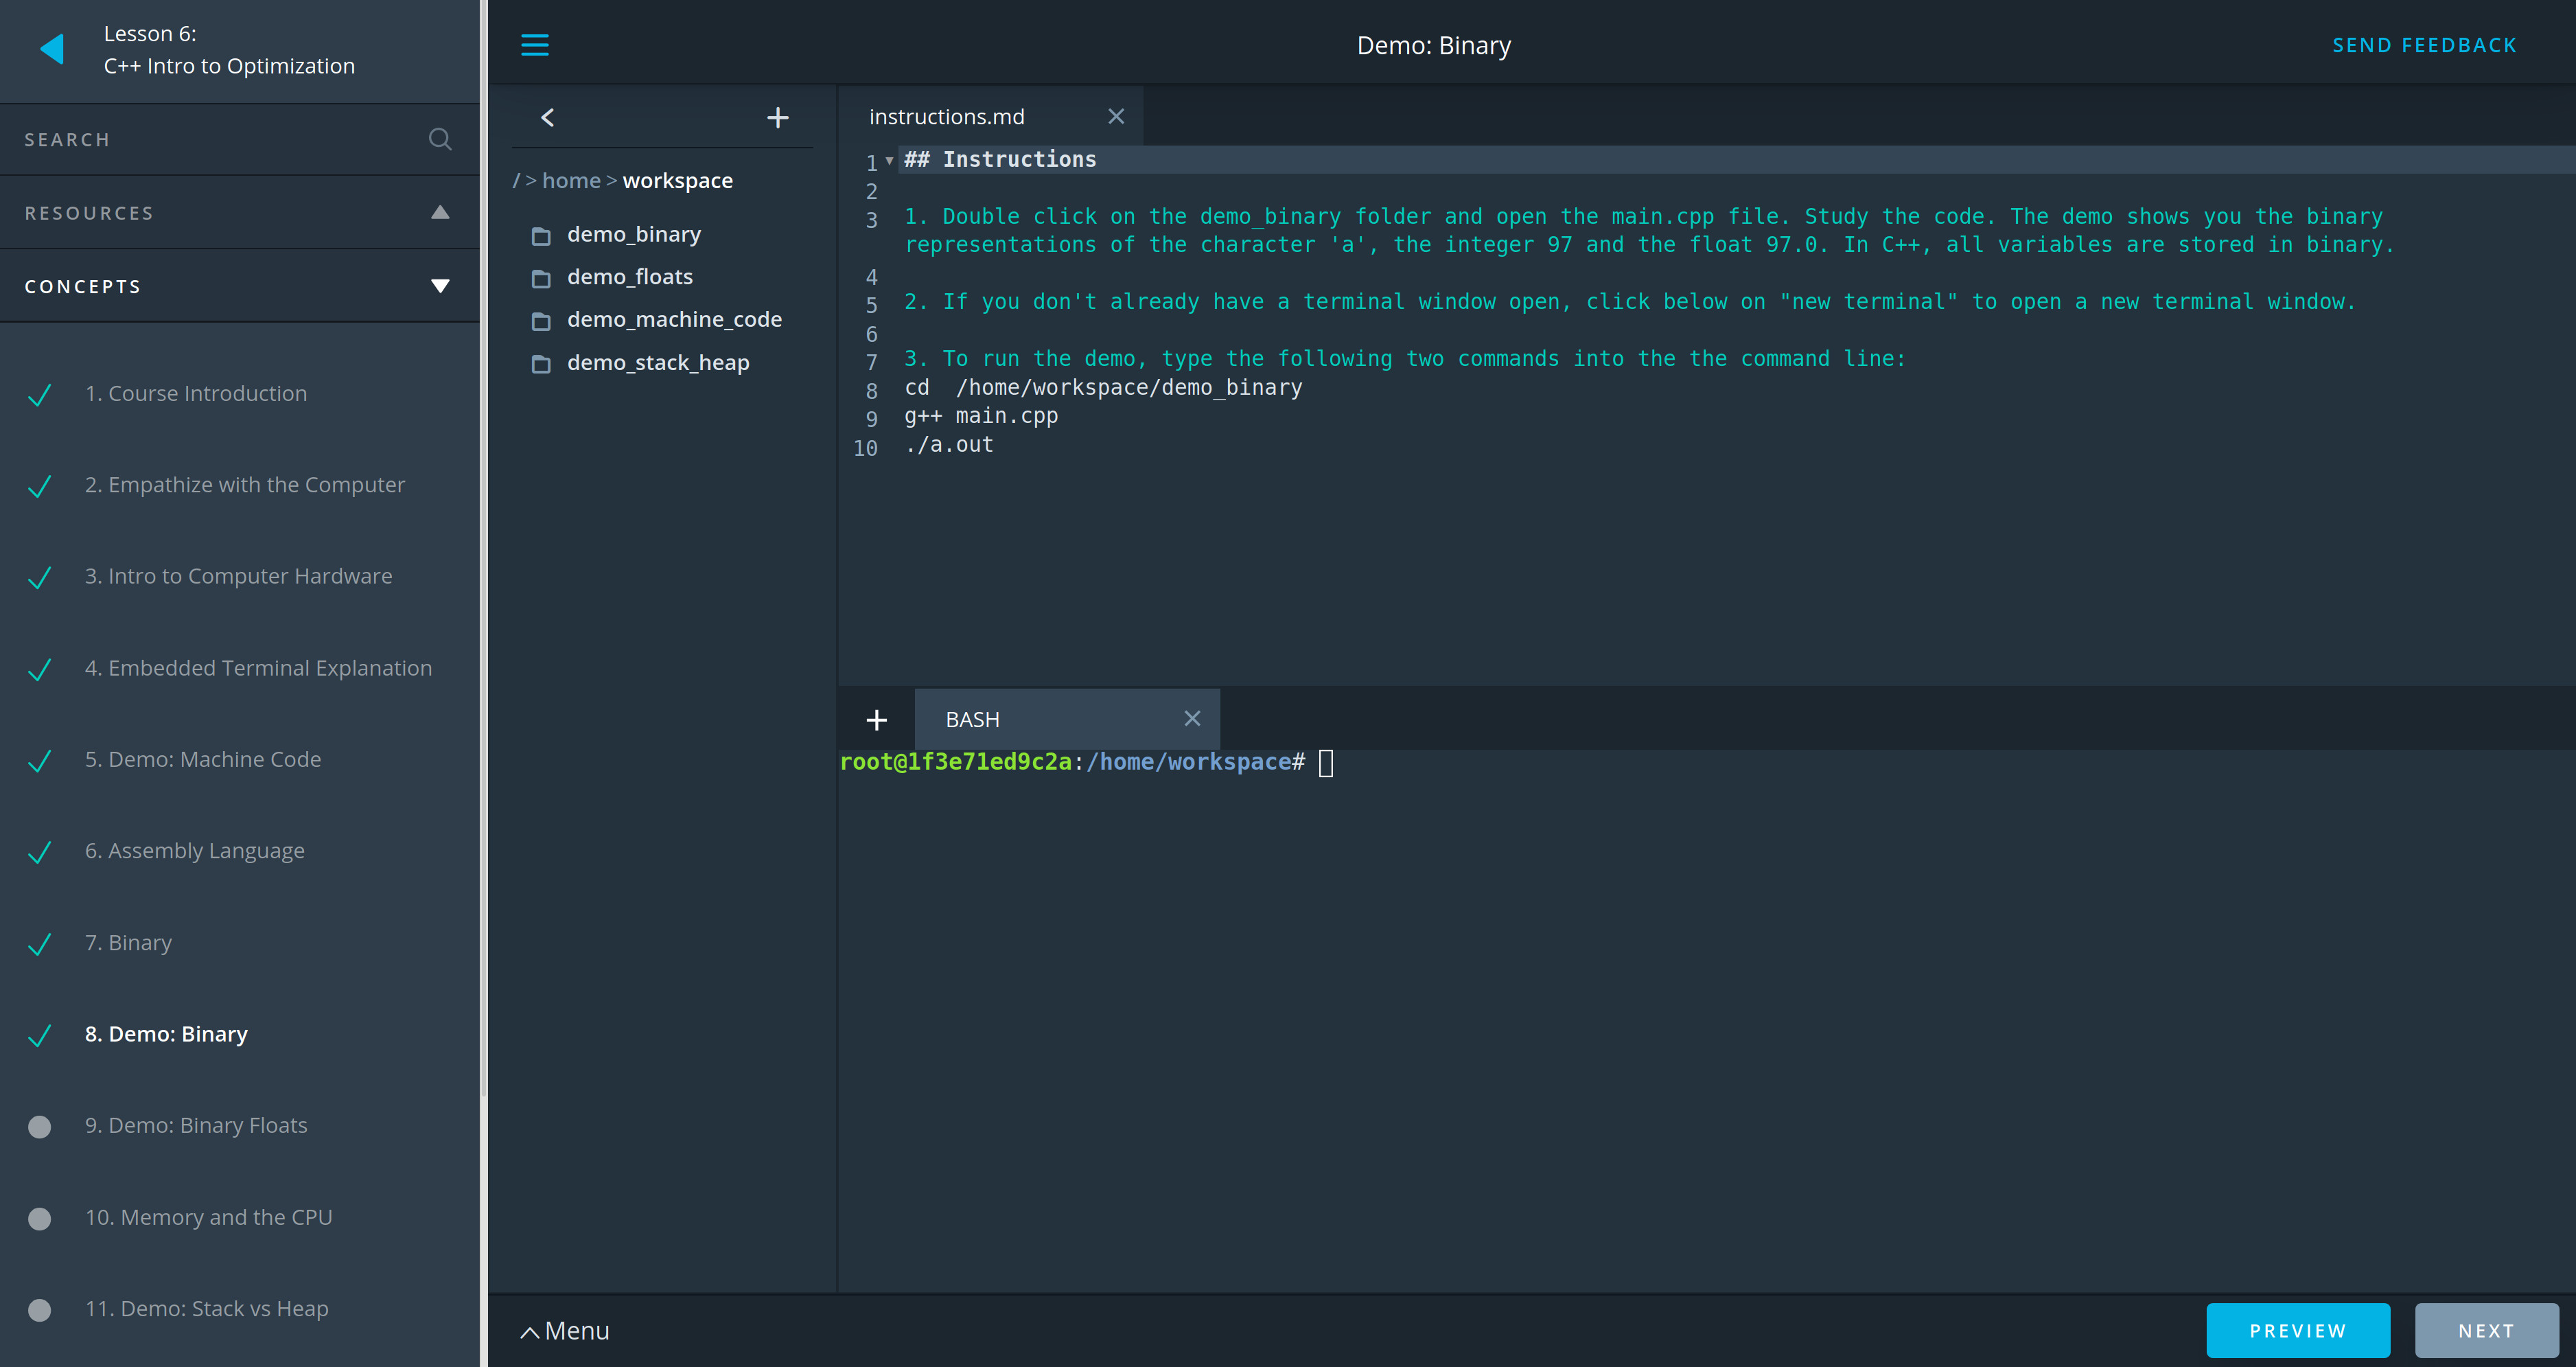 Lesson 6:
C++ Intro to Optimization
SEARCH
RESOURCES
CONCEPTS
1. Course Introduction
2. Empathize with the Computer
3. Intro to Computer Hardware
4. Embedded Terminal Explanation
5. Demo: Machine Code
6. Assembly Language
7. Binary
8. Demo: Binary
9. Demo: Binary Floats
10. Memory and the CPU
11. Demo: Stack vs Heap
Demo: Binary
SEND FEEDBACK
/ > home > workspace
demo_binary
demo_floats
demo_machine_code
demo_stack_heap
instructions.md
1 ## Instructions
2
3 1. Double click on the demo_binary folder and open the main.cpp file. Study the code. The demo shows you the binary
representations of the character 'a', the integer 97 and the float 97.0. In C++, all variables are stored in binary.
4
5 2. If you don't already have a terminal window open, click below on "new terminal" to open a new terminal window.
6
7 3. To run the demo, type the following two commands into the the command line:
8 cd  /home/workspace/demo_binary
9 g++ main.cpp
10 ./a.out
BASH
root@1f3e71ed9c2a:/home/workspace#
Menu
PREVIEW
NEXT